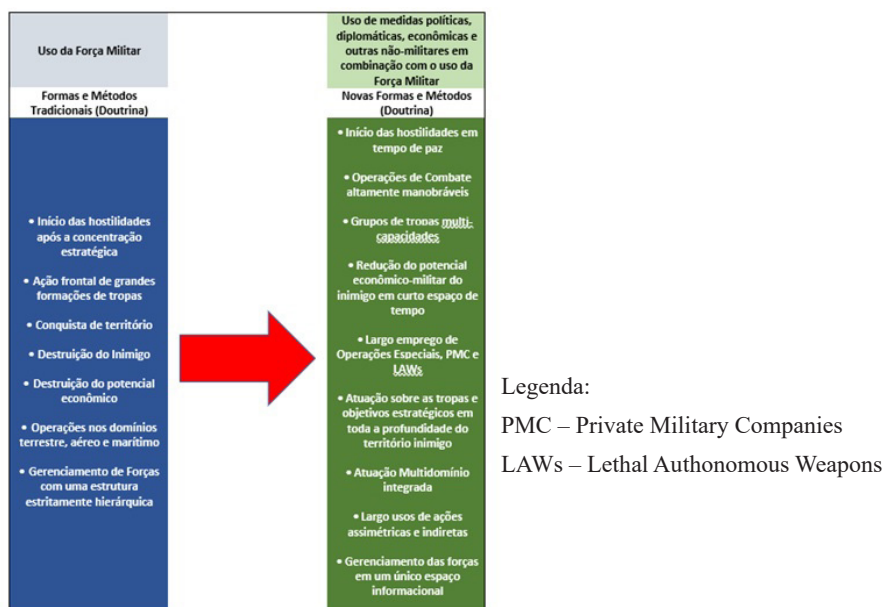 Uso da Força Militar
Formas e Métodos
Tradicionais (Doutrina)
• Início das hostilidades
após a concentração
estratégica
• Ação frontal de grandes
formações de tropas
• Conquista de território
• Destruição do Inimigo
• Destruição do potencial
econômico
• Operações nos domínios
terrestre, aéreo e marítimo
• Gerenciamento de Forças
com uma estrutura
estritamente hierárquica
Uso de medidas políticas,
diplomáticas, econômicas e
outras não-militares em
combinação com o uso da
Força Militar
Novas Formas e Métodos
(Doutrina)
• Início das hostilidades em
tempo de paz
• Operações de Combate
altamente manobráveis
• Grupos de tropas multi-
capacidades
• Redução do potencial
econômico-militar do
inimigo em curto espaço de
tempo
• Largo emprego de
Operações Especiais, PMC e
LAWs
• Atuação sobre as tropas e
objetivos estratégicos em
toda a profundidade do
território inimigo
• Atuação Multidomínio
integrada
• Largo usos de ações
assimétricas e indiretas
• Gerenciamento das forças
em um único espaço
informacional
Legenda:
PMC – Private Military Companies
LAWs – Lethal Authonomous Weapons